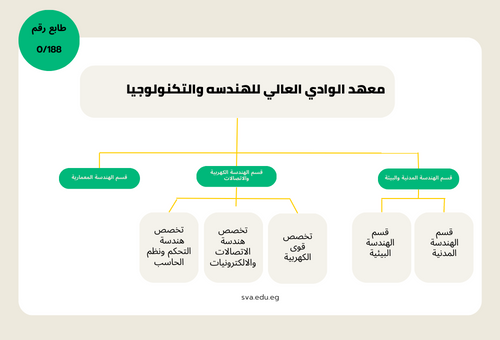 طابع رقم
0/188
معهد الوادي العالي للهندسه والتكنولوجيا
قسم الهندسة المدنية والبيئة
قسم الهندسة الكهربية
والاتصالات
قسم الهندسة المعمارية
قسم
الهندسة
المدنية
قسم
الهندسة
البيئية
تخصص
قوى
الكهربية
تخصص
هندسة
الاتصالات
والالكترونيات
تخصص
هندسة
التحكم ونظم
الحاسب
sva.edu.eg